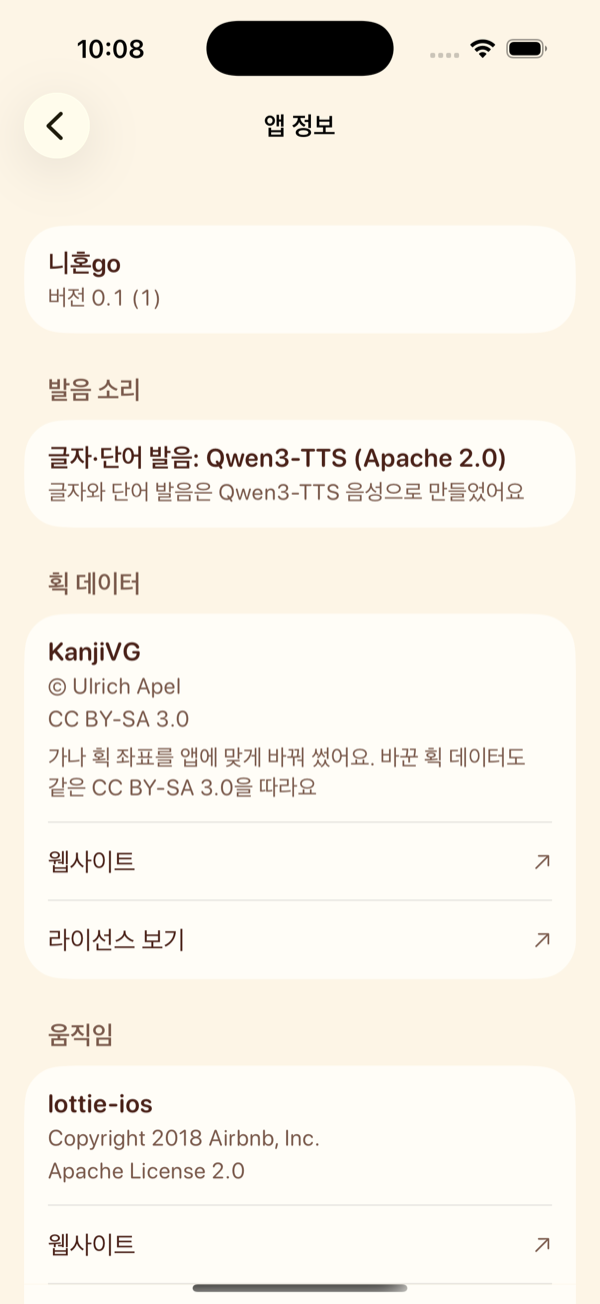 10:08
앱 정보
니혼go
버전 0.1 (1)
발음 소리
글자·단어 발음: Qwen3-TTS (Apache 2.0)
글자와 단어 발음은 Qwen3-TTS 음성으로 만들었어요
획 데이터
KanjiVG
© Ulrich Apel
CC BY-SA 3.0
가나 획 좌표를 앱에 맞게 바꿔 썼어요. 바꾼 획 데이터도
같은 CC BY-SA 3.0을 따라요
웹사이트
라이선스 보기
움직임
lottie-ios
Copyright 2018 Airbnb, Inc.
Apache License 2.0
웹사이트